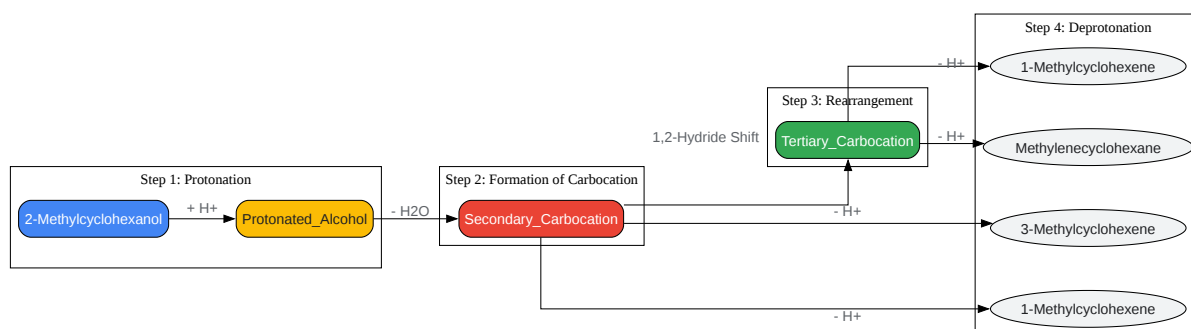 Step 1: Protonation
2-Methylcyclohexanol
+ H+
Protonated_Alcohol
- H2O
Step 2: Formation of Carbocation
Secondary_Carbocation
1,2-Hydride Shift
Step 3: Rearrangement
Tertiary_Carbocation
- H+
- H+
- H+
- H+
Step 4: Deprotonation
1-Methylcyclohexene
Methylenecyclohexane
3-Methylcyclohexene
1-Methylcyclohexene